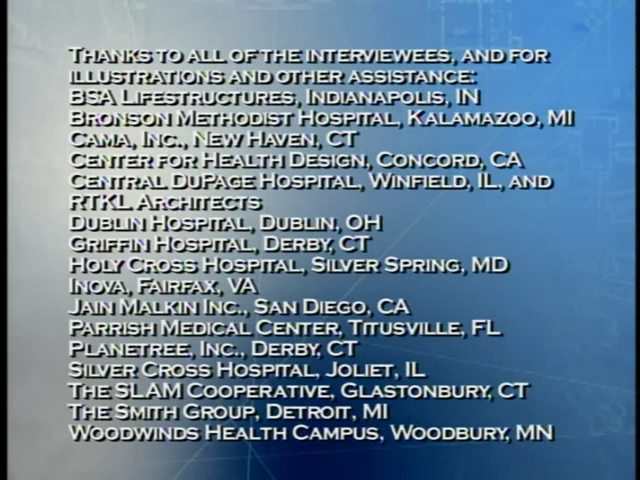 THANKS TO ALL OF THE INTERVIEWEES, AND FOR
ILLUSTRATIONS AND OTHER ASSISTANCE:
BSA LIFESTRUCTURES, INDIANAPOLIS, IN
BRONSON METHODIST HOSPITAL, KALAMAZOO, MI
CAMA, INC., NEW HAVEN, CT
CENTER FOR HEALTH DESIGN, CONCORD, CA
CENTRAL DUPAGE HOSPITAL, WINFIELD, IL, AND
RTKL ARCHITECTS
DUBLIN HOSPITAL, DUBLIN, OH
GRIFFIN HOSPITAL, DERBY, CT
HOLY CROSS HOSPITAL, SILVER SPRING, MD
INOVA, FAIRFAX, VA
JAIN MALKIN INC., SAN DIEGO, CA
PARRISH MEDICAL CENTER, TITUSVILLE, FL
PLANETREE, INC., DERBY, CT
SILVER CROSS HOSPITAL, JOLIET, IL
THE SLAM COOPERATIVE, GLASTONBURY, CT
THE SMITH GROUP, DETROIT, MI
WOODWINDS HEALTH CAMPUS, WOODBURY, MN